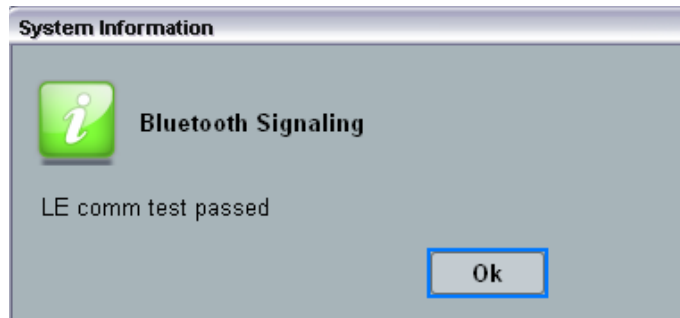 System Information
Bluetooth Signaling
LE comm test passed
Ok